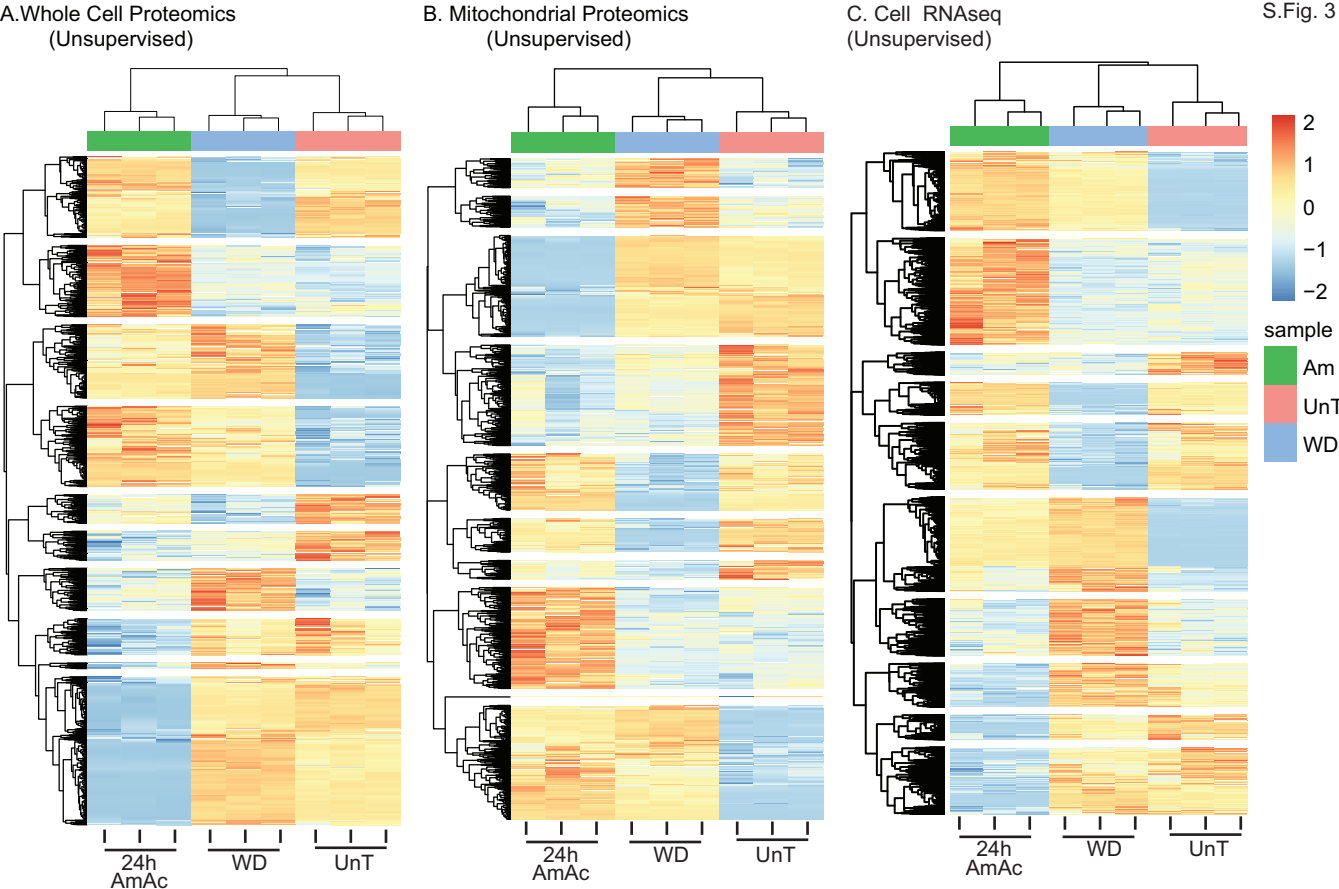 A.Whole Cell Proteomics
(Unsupervised)
B. Mitochondrial Proteomics
(Unsupervised)
C. Cell RNAseq
(Unsupervised)
S.Fig. 3
2
1
0
−1
−2
sample
Am
UnT
WD
24h
AmAc
WD
UnT
24h
AmAc
WD
UnT
24h
AmAc
WD
UnT